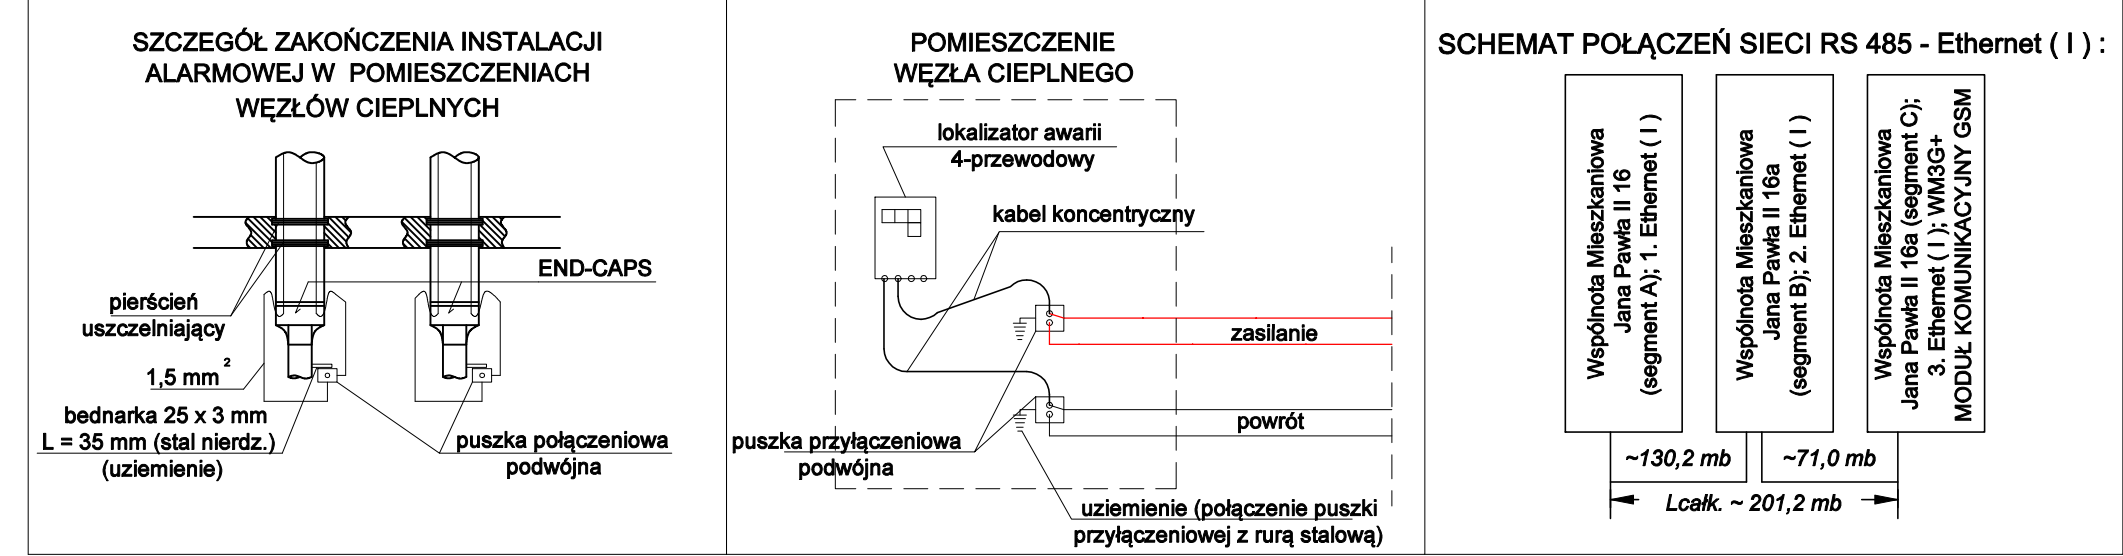 SZCZEGÓŁ ZAKOŃCZENIA INSTALACJI
ALARMOWEJ W POMIESZCZENIACH
WĘZŁÓW CIEPLNYCH
END-CAPS
pierścień
uszczelniający
1,5 mm ²
bednarka 25 x 3 mm
L = 35 mm (stal nierdz.)
(uziemienie)
puszka połączeniowa
podwójna
POMIESZCZENIE
WĘZŁA CIEPLNEGO
lokalizator awarii
4-przewodowy
kabel koncentryczny
zasilanie
powrót
puszka przyłączeniowa
podwójna
uziemienie (połączenie puszki
przyłączeniowej z rurą stalową)
SCHEMAT POŁĄCZEŃ SIECI RS 485 - Ethernet ( I ) :
Wspólnota Mieszkaniowa
Jana Pawła II 16
(segment A); 1. Ethernet ( I )
Wspólnota Mieszkaniowa
Jana Pawła II 16a
(segment B); 2. Ethernet ( I )
Wspólnota Mieszkaniowa
Jana Pawła II 16a (segment C);
3. Ethernet ( I ); WM3G+
MODUŁ KOMUNIKACYJNY GSM
~130,2 mb
~71,0 mb
Lcałk. ~ 201,2 mb